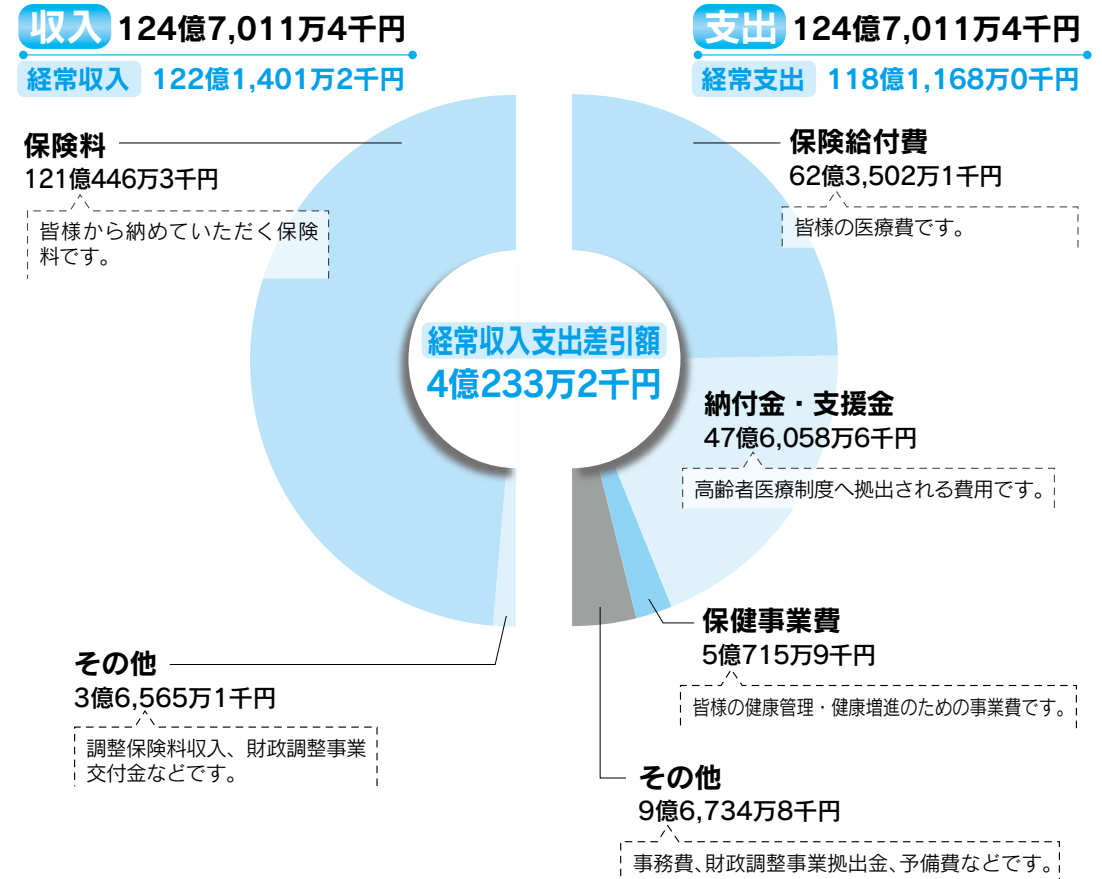 収入 124億7,011万4千円
経常収入 122億1,401万2千円
保険料
121億446万3千円
皆様から納めていただく保険
料です。
その他
3億6,565万1千円
調整保険料収入、財政調整事業
交付金などです。
経常収入支出差引額
4億233万2千円
支出 124億7,011万4千円
経常支出 118億1,168万0千円
保険給付費
62億3,502万1千円
皆様の医療費です。
納付金・支援金
47億6,058万6千円
高齢者医療制度へ拠出される費用です。
保健事業費
5億715万9千円
皆様の健康管理・健康増進のための事業費です。
その他
9億6,734万8千円
事務費、財政調整事業拠出金、予備費などです。